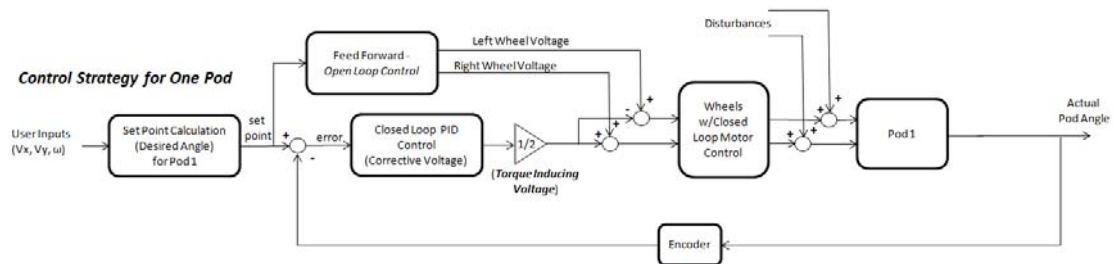 Disturbances
Left Wheel Voltage
Feed Forward -
Open Loop Control
Right Wheel Voltage
Control Strategy for One Pod
User Inputs
(Vx, Vy, ω)
Set Point Calculation
(Desired Angle)
for Pod 1
set
point
+
-
error
Closed Loop PID
Control
(Corrective Voltage)
1/2
(Torque Inducing
Voltage)
-
+
+
+
Wheels
w/Closed
Loop Motor
Control
+
+
+
+
Pod 1
Actual
Pod Angle
Encoder